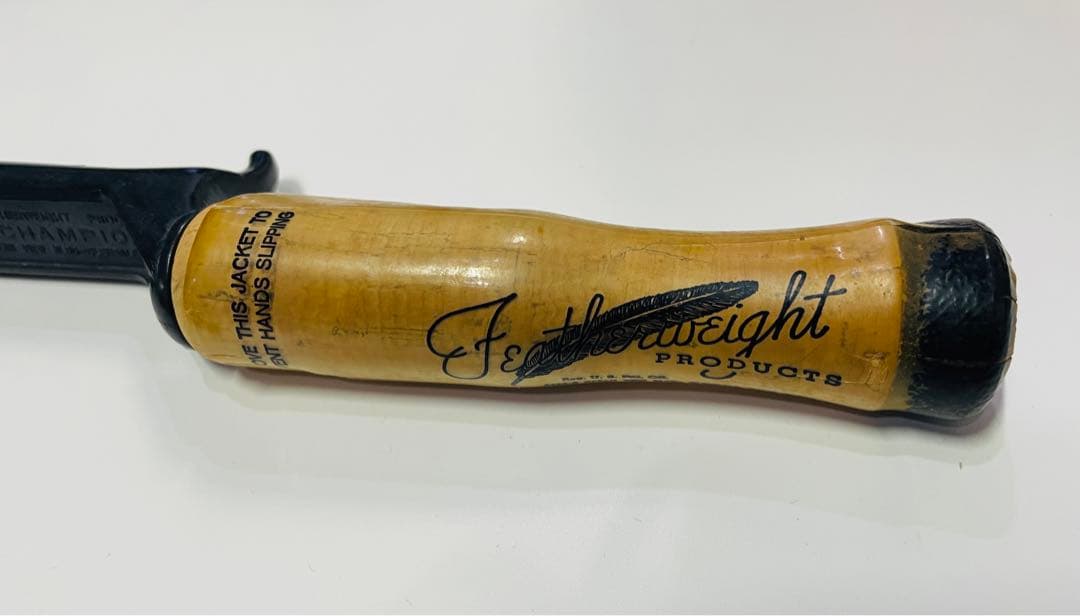 CHAMPIO
OVE THIS JACKET TO
ENT HANDS SLIPPING
Featherweight
PRODUCTS